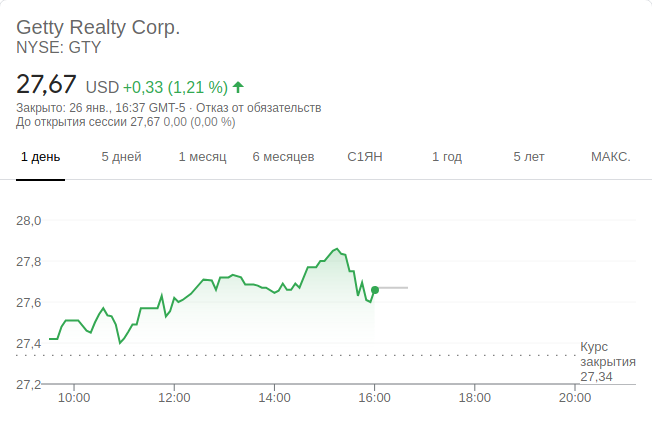 Getty Realty Corp.
NYSE: GTY
27,67 USD +0,33 (1,21 %)
Закрыто: 26 янв., 16:37 GMT-5 · Отказ от обязательств
До открытия сессии 27,67 0,00 (0,00 %)
1 день 5 дней 1 месяц 6 месяцев С1ЯН 1 год 5 лет МАКС.
28,0
27,8
27,6
27,4
Курс
закрытия
27,34
27,2
10:00 12:00 14:00 16:00 18:00 20:00